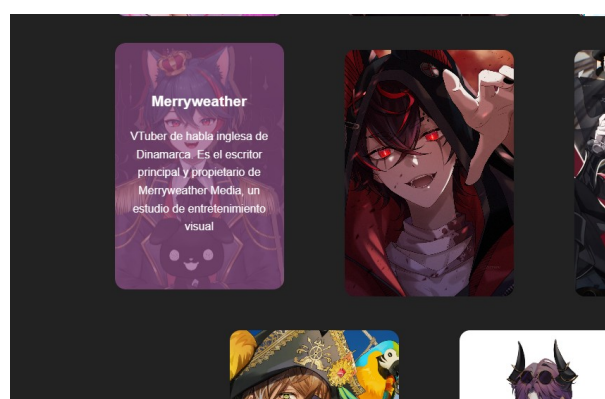 Merryweather
VTuber de habla inglesa de
Dinamarca. Es el escritor
principal y propietario de
Merryweather Media, un
estudio de entretenimiento
visual